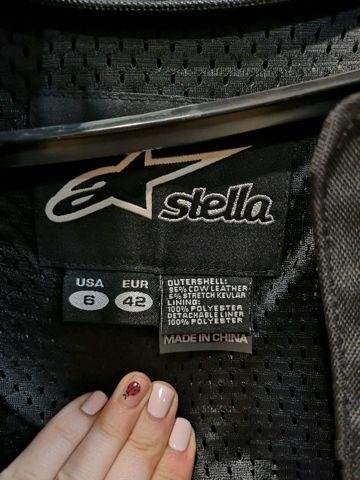 stella
USA
6
EUR
42
OUTERSHELL:
95% COW LEATHER
5% STRETCH KEVLAR
LINING:
100% POLYESTER
DETACHABLE LINER
100% POLYESTER
MADE IN CHINA